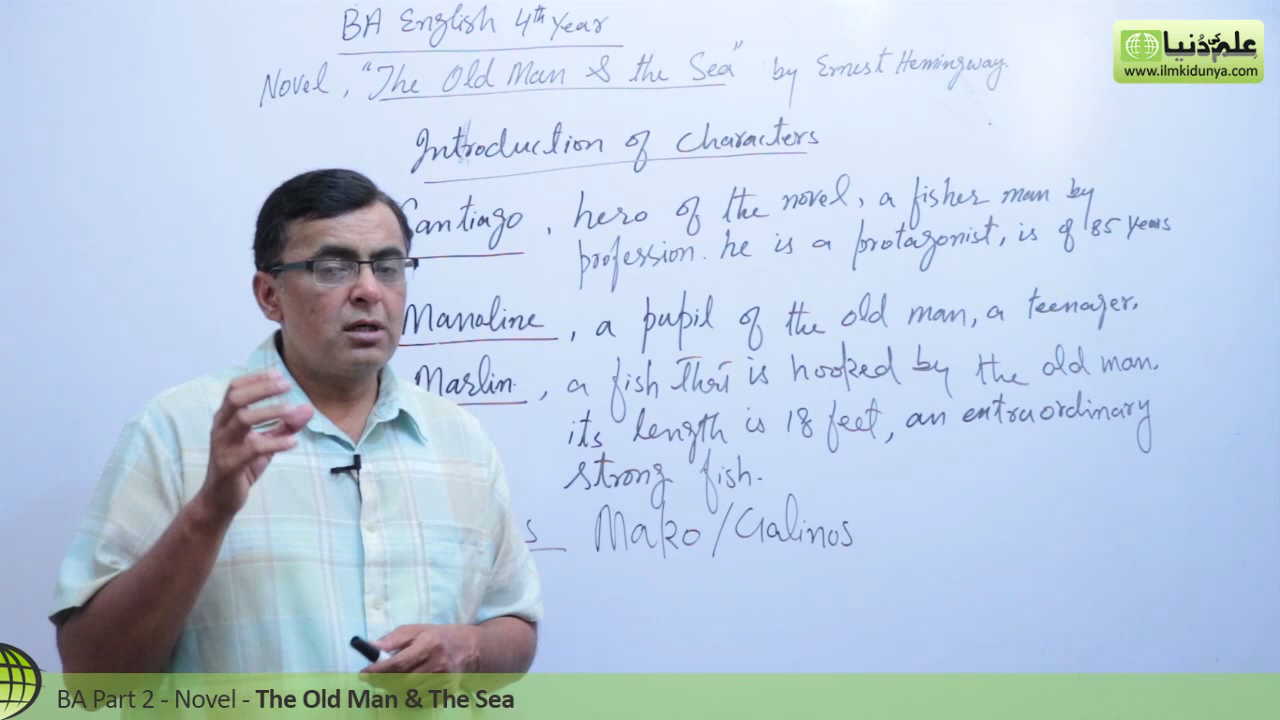 BA English 4th Year
Novel, "The Old Man & the Sea" by Ernest Hemingway.
Introduction of Characters
Santiago, hero of the novel, a fisher man by
profession. he is a protagonist, is of 85 years
Manoline, a pupil of the old man, a teenager.
Marlin, a fish that is hooked by the old man.
its length is 18 feet, an extraordinary
strong fish.
s Mako/Galinos
علم کی دُنیا
www.ilmkidunya.com
BA Part 2 - Novel - The Old Man & The Sea